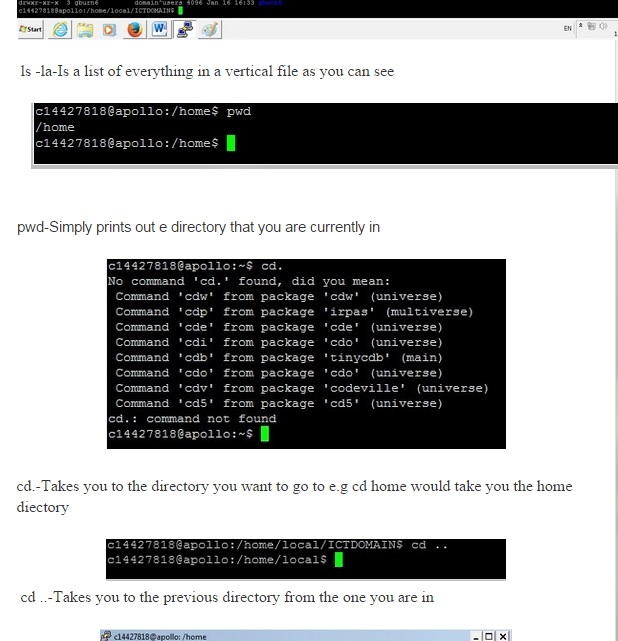 drwxr-xr-x 3 gburn6 domain^users 4096 Jan 16 16:33
c14427818@apollo:/home/local/ICTDOMAIN$
Start
W
EN
ls -la-Is a list of everything in a vertical file as you can see
c14427818@apollo:/home$ pwd
/home
c14427818@apollo:/home$
pwd-Simply prints out e directory that you are currently in
c14427818@apollo:~$ cd.
No command 'cd.' found, did you mean:
Command 'cdw' from package 'cdw' (universe)
Command 'cdp' from package 'irpas' (multiverse)
Command 'cde' from package 'cde' (universe)
Command 'cdi' from package 'cdo' (universe)
Command 'cdb' from package 'tinycdb' (main)
Command 'cdo' from package 'cdo' (universe)
Command 'cdv' from package 'codeville' (universe)
Command 'cd5' from package 'cd5' (universe)
cd.: command not found
c14427818@apollo:~$
cd.-Takes you to the directory you want to go to e.g cd home would take you the home
diectory
c14427818@apollo:/home/local/ICTDOMAIN$ cd ..
c14427818@apollo:/home/local$
cd ..-Takes you to the previous directory from the one you are in
c14427818@apollo: /home